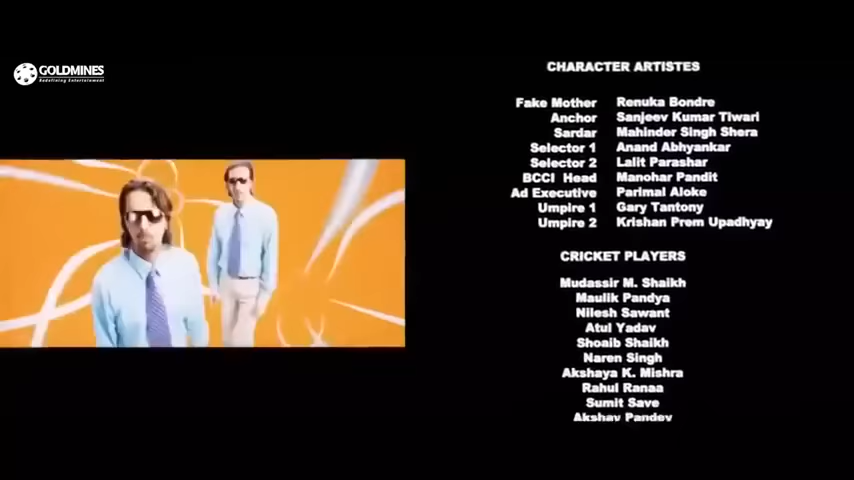 GOLDMINES
Redefining Entertainment
CHARACTER ARTISTES
Fake Mother Renuka Bondre
Anchor Sanjeev Kumar Tiwari
Sardar Mahinder Singh Shera
Selector 1 Anand Abhyankar
Selector 2 Lalit Parashar
BCCI Head Manohar Pandit
Ad Executive Parimal Aloke
Umpire 1 Gary Tantony
Umpire 2 Krishan Prem Upadhyay
CRICKET PLAYERS
Mudassir M. Shaikh
Maulik Pandya
Nilesh Sawant
Atul Yadav
Shoaib Shaikh
Naren Singh
Akshaya K. Mishra
Rahul Ranaa
Sumit Save
Akshay Pandey